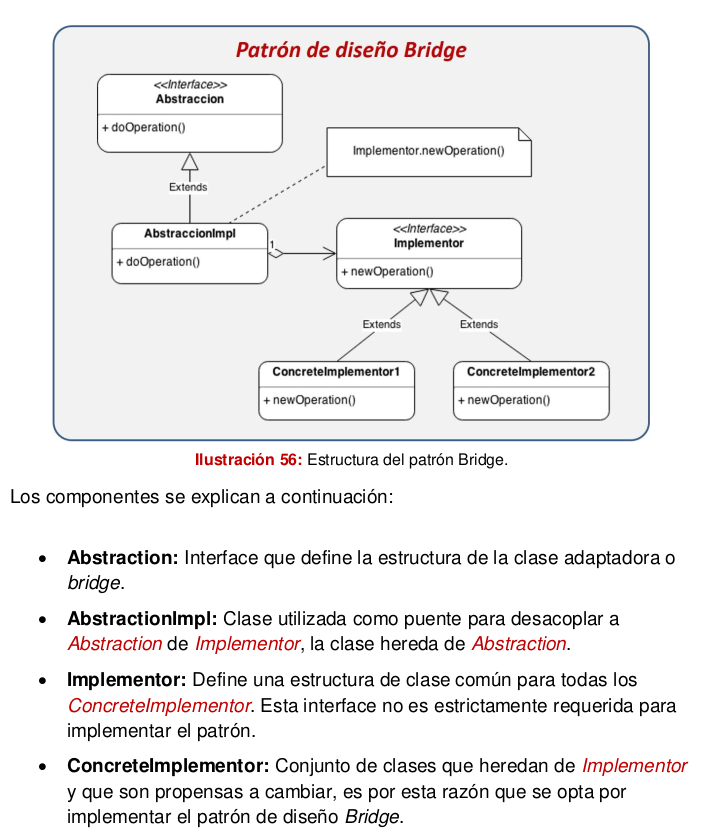 Patrón de diseño Bridge
<<Interface>>
Abstraccion
+ doOperation()
Implementor.newOperation()
Extends
AbstraccionImpl
+ doOperation()
1
<<Interface>>
Implementor
+ newOperation()
Extends
Extends
ConcreteImplementor1
+ newOperation()
ConcreteImplementor2
+ newOperation()
Ilustración 56: Estructura del patrón Bridge.
Los componentes se explican a continuación:
• Abstraction: Interface que define la estructura de la clase adaptadora o
bridge.
• AbstractionImpl: Clase utilizada como puente para desacoplar a
Abstraction de Implementor, la clase hereda de Abstraction.
• Implementor: Define una estructura de clase común para todas los
ConcreteImplementor. Esta interface no es estrictamente requerida para
implementar el patrón.
• ConcreteImplementor: Conjunto de clases que heredan de Implementor
y que son propensas a cambiar, es por esta razón que se opta por
implementar el patrón de diseño Bridge.